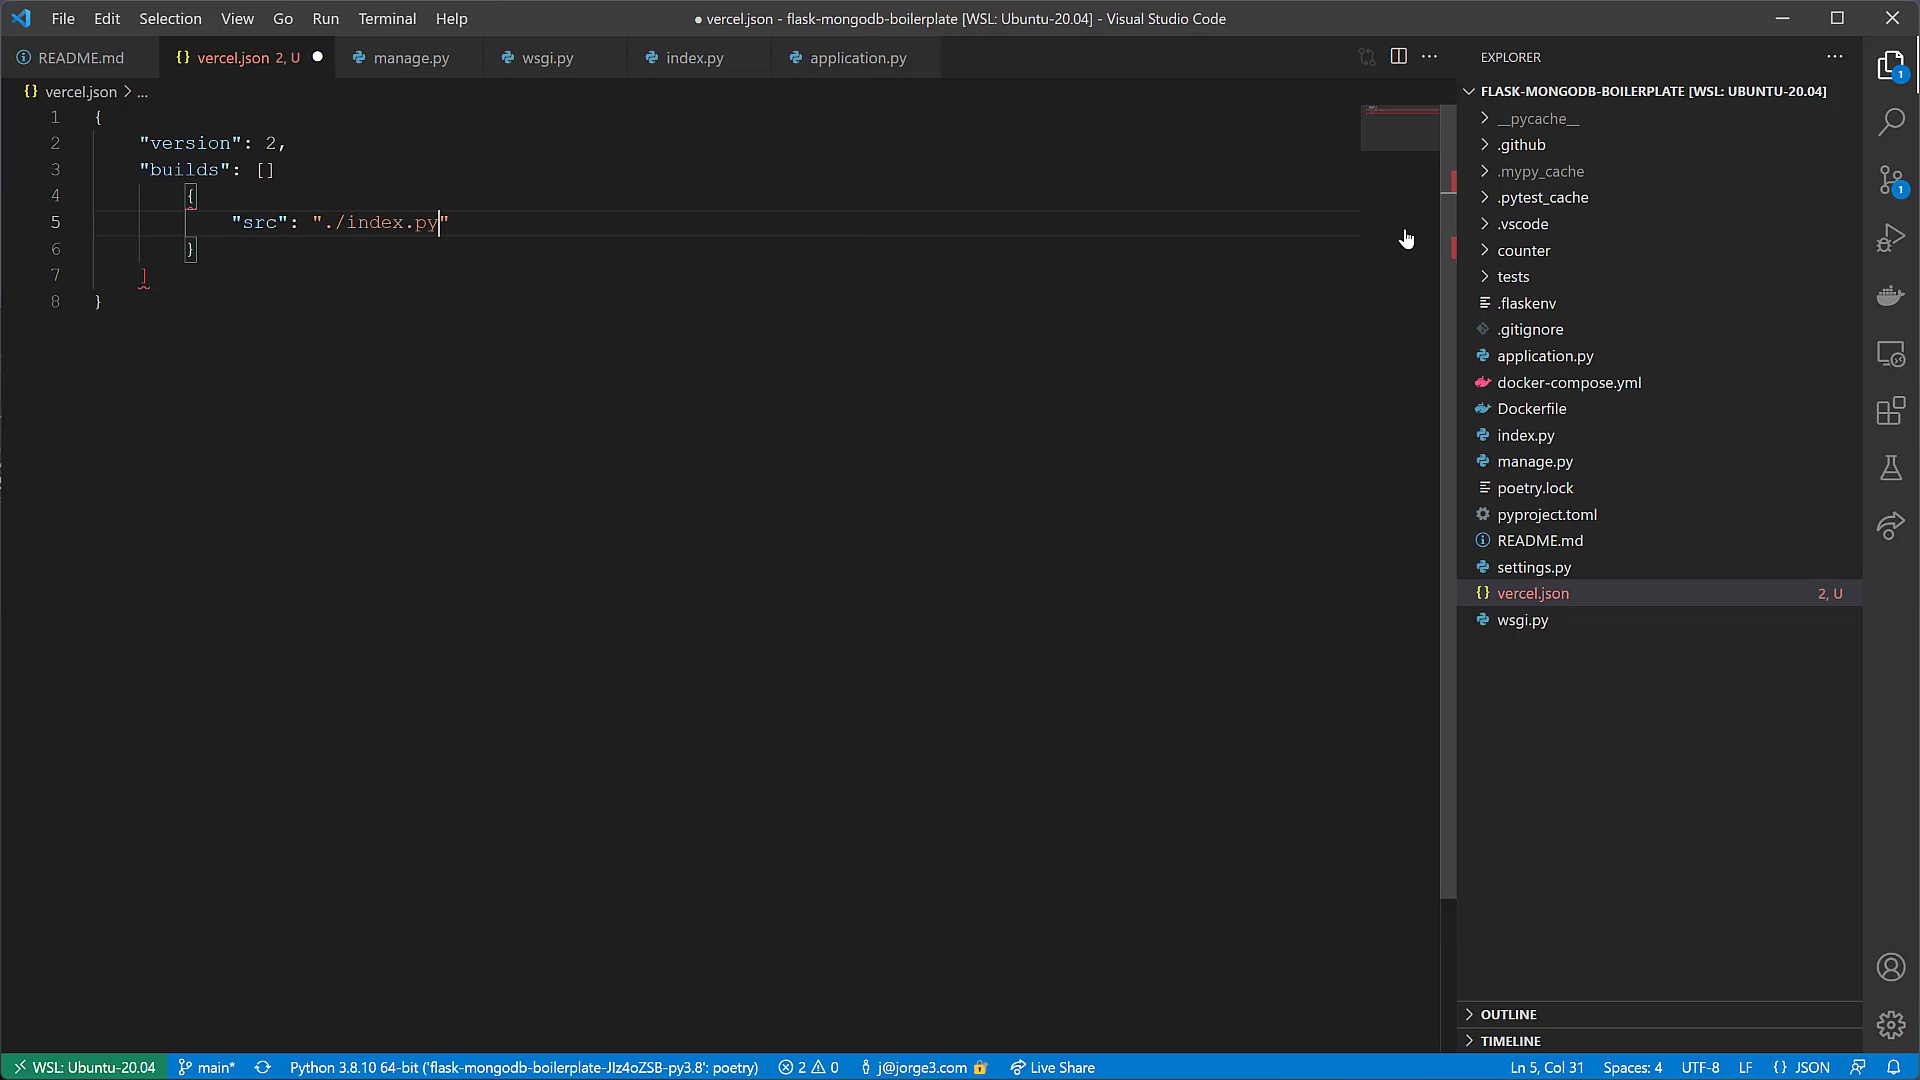 File Edit Selection View Go Run Terminal Help
● vercel.json - flask-mongodb-boilerplate [WSL: Ubuntu-20.04] - Visual Studio Code
README.md
{} vercel.json 2, U ●
manage.py
wsgi.py
index.py
application.py
{} vercel.json > ...
1 {
2 "version": 2,
3 "builds": []
4 {
5 "src": "./index.py"
6 }
7 ]
8 }
EXPLORER
FLASK-MONGODB-BOILERPLATE [WSL: UBUNTU-20.04]
__pycache__
.github
.mypy_cache
.pytest_cache
.vscode
counter
tests
.flaskenv
.gitignore
application.py
docker-compose.yml
Dockerfile
index.py
manage.py
poetry.lock
pyproject.toml
README.md
settings.py
{} vercel.json 2, U
wsgi.py
OUTLINE
TIMELINE
1
1
WSL: Ubuntu-20.04 main* Python 3.8.10 64-bit ('flask-mongodb-boilerplate-JIz4oZSB-py3.8': poetry) 2 0 j@jorge3.com Live Share Ln 5, Col 31 Spaces: 4 UTF-8 LF {} JSON